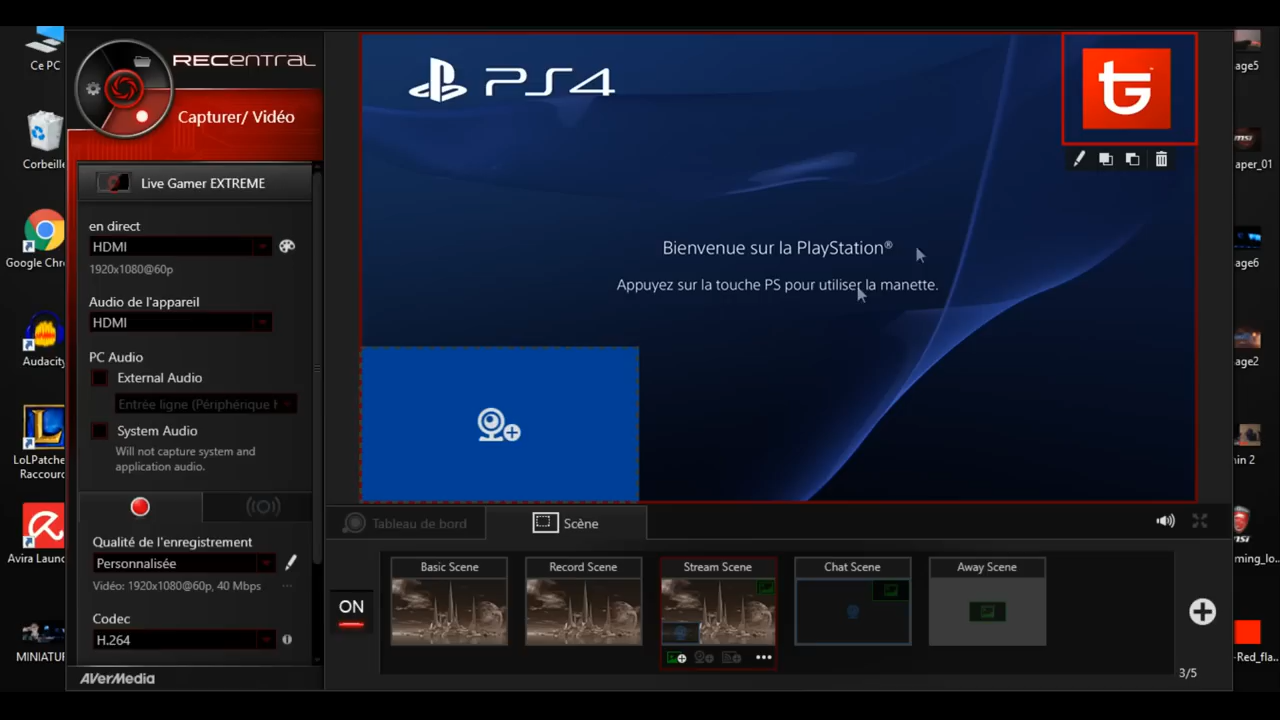 Ce PC
Corbeille
Google Chr
Audacity
LoLPatche
Raccourc
Avira Launc
MINIATUR
RECentral
Capturer/ Vidéo
Live Gamer EXTREME
en direct
HDMI
1920x1080@60p
Audio de l'appareil
HDMI
PC Audio
External Audio
Entrée ligne (Périphérique H
System Audio
Will not capture system and
application audio.
Qualité de l'enregistrement
Personnalisée
Vidéo: 1920x1080@60p, 40 Mbps
Codec
H.264
AVerMedia
PS4
tG
Bienvenue sur la PlayStation®
Appuyez sur la touche PS pour utiliser la manette.
Tableau de bord
Scène
ON
Basic Scene
Record Scene
Stream Scene
Chat Scene
Away Scene
3/5
age5
aper_01
age6
age2
nin 2
ming_lo...
-Red_fla...